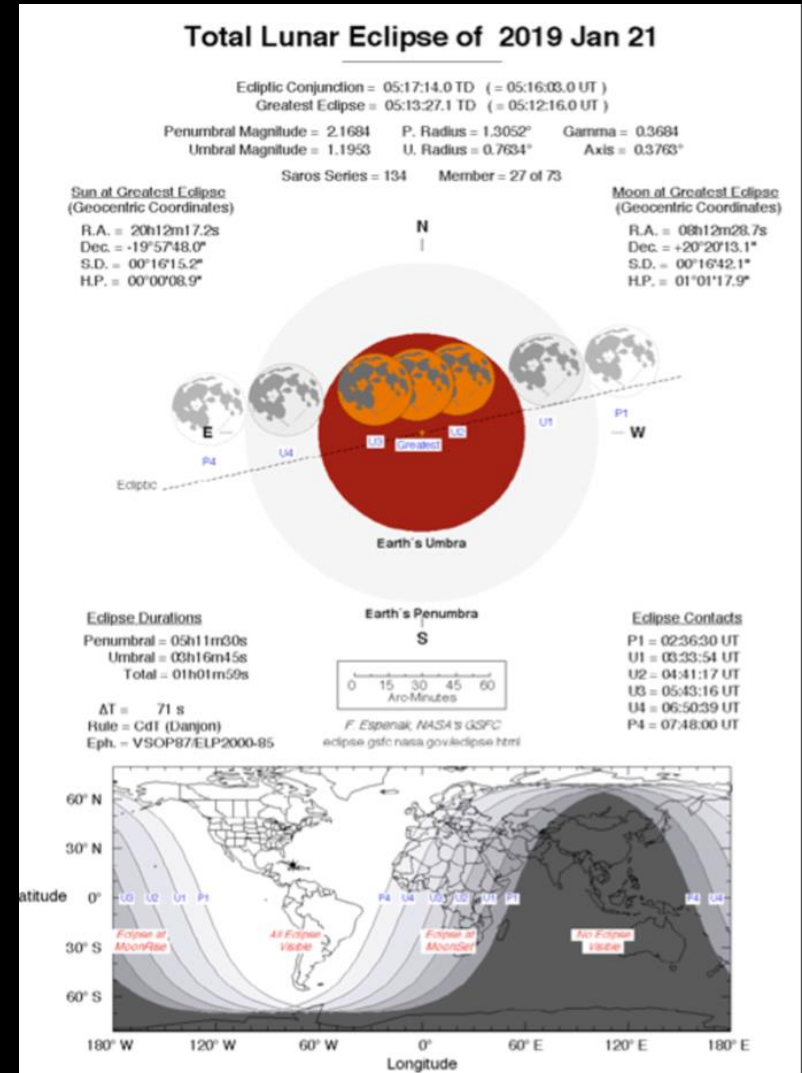 Total Lunar Eclipse of 2019 Jan 21
Ecliptic Conjunction = 05:17:14.0 TD ( = 05:16:03.0 UT )
Greatest Eclipse = 05:13:27.1 TD ( = 05:12:16.0 UT )
Penumbral Magnitude = 2.1684 P. Radius = 1.3052° Gamma = 0.3684
Umbral Magnitude = 1.1953 U. Radius = 0.7634° Axis = 0.3763°
Saros Series = 134 Member = 27 of 73
Sun at Greatest Eclipse
(Geocentric Coordinates)
R.A. = 20h12m17.2s
Dec. = -19°57'48.0"
S.D. = 00°16'15.2"
H.P. = 00°00'08.9"
Moon at Greatest Eclipse
(Geocentric Coordinates)
R.A. = 08h12m28.7s
Dec. = +20°20'13.1"
S.D. = 00°16'42.1"
H.P. = 01°01'17.9"
N
E
W
P4
U4
U3
Greatest
U2
U1
P1
Ecliptic
Earth's Umbra
Earth's Penumbra
S
Eclipse Durations
Penumbral = 05h11m30s
Umbral = 03h16m45s
Total = 01h01m59s
ΔT = 71 s
Rule = CdT (Danjon)
Eph. = VSOP87/ELP2000-85
0 15 30 45 60
Arc-Minutes
F. Espenak, NASA's GSFC
eclipse.gsfc.nasa.gov/eclipse.html
Eclipse Contacts
P1 = 02:36:30 UT
U1 = 03:33:54 UT
U2 = 04:41:17 UT
U3 = 05:43:16 UT
U4 = 06:50:39 UT
P4 = 07:48:00 UT
60° N
30° N
atitude 0°
30° S
60° S
U3 U2 U1 P1 P4 U4 U3 U2 U1 P1 P4 U4
Eclipse at
MoonRise
All Eclipse
Visible
Eclipse at
MoonSet
No Eclipse
Visible
180° W 120° W 60° W 0° 60° E 120° E 180° E
Longitude